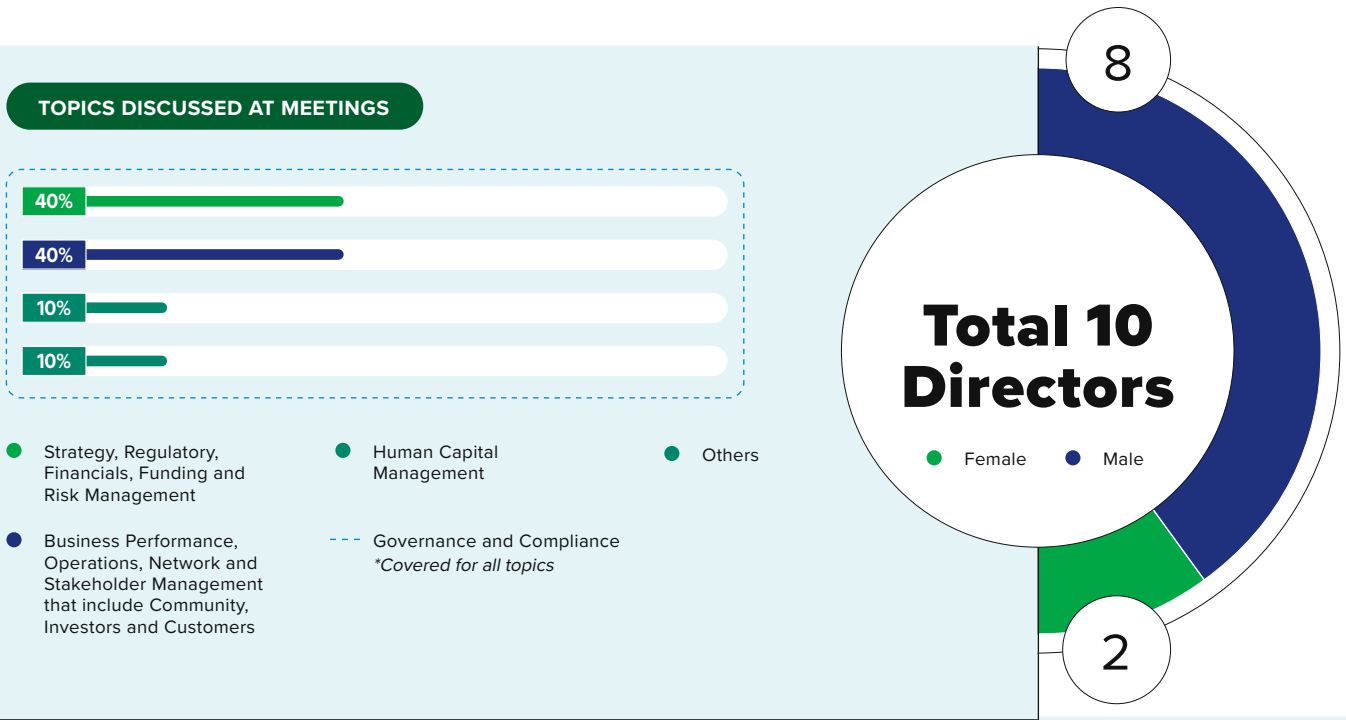 TOPICS DISCUSSED AT MEETINGS
40%
40%
10%
10%
Strategy, Regulatory,
Financials, Funding and
Risk Management
Business Performance,
Operations, Network and
Stakeholder Management
that include Community,
Investors and Customers
Human Capital
Management
Governance and Compliance
*Covered for all topics
Others
8
Total 10
Directors
Female
Male
2